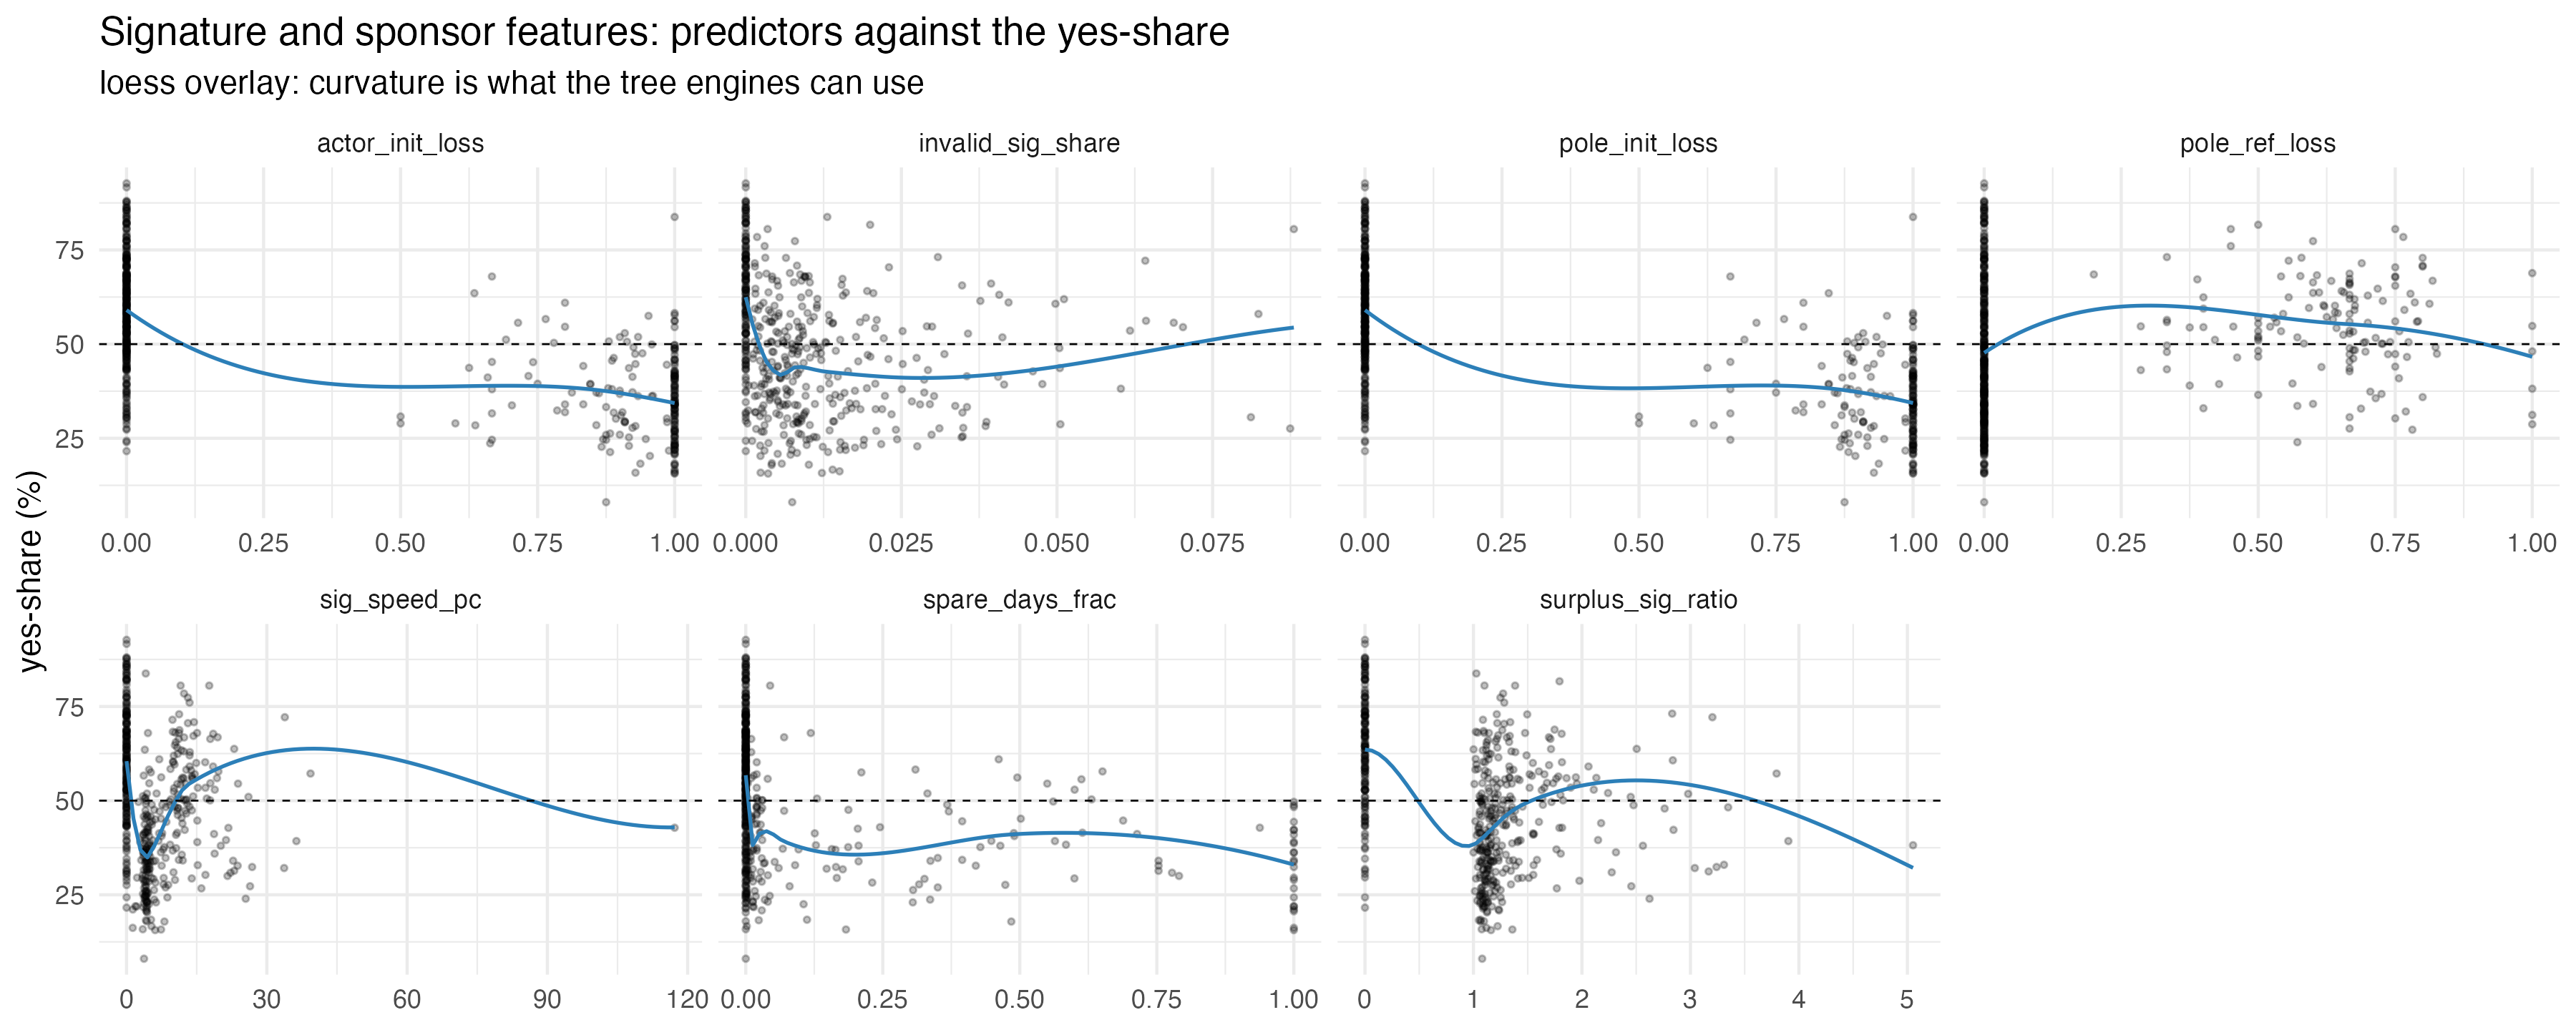 Signature and sponsor features: predictors against the yes-share
loess overlay: curvature is what the tree engines can use
actor_init_loss
invalid_sig_share
pole_init_loss
pole_ref_loss
yes-share (%)
75
50
25
0.00 0.25 0.50 0.75 1.00
0.000 0.025 0.050 0.075
0.00 0.25 0.50 0.75 1.00
0.00 0.25 0.50 0.75 1.00
sig_speed_pc
spare_days_frac
surplus_sig_ratio
75
50
25
0 30 60 90 120
0.00 0.25 0.50 0.75 1.00
0 1 2 3 4 5